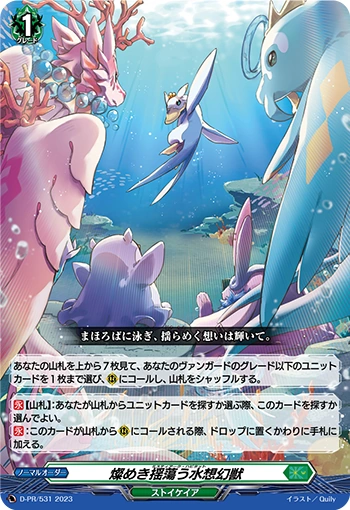 1
グレード
まほろばに泳ぎ、揺らめく想いは輝いて。
あなたの山札を上から７枚見て、あなたのヴァンガードのグレード以下のユニット
カードを１枚まで選び、Ⓡにコールし、山札をシャッフルする。
永【山札】:あなたが山札からユニットカードを探すか選ぶ際、このカードを探すか
選んでよい。
永:このカードが山札からⓇにコールされる際、ドロップに置くかわりに手札に加
える。
ノーマルオーダー
燦めき揺蕩う水想幻獣
ストイケイア
D-PR/531 2023
イラスト/ Quily